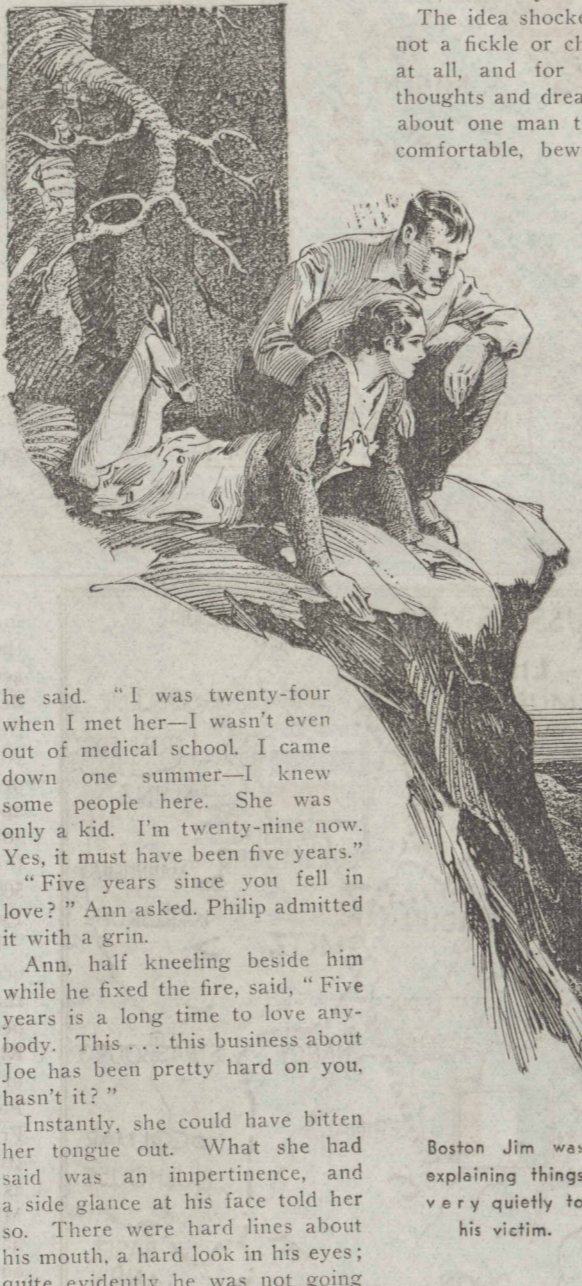 The idea shocke
not a fickle or ch
at all, and for
thoughts and drea
about one man t
comfortable, bew
he said. "I was twenty-four
when I met her—I wasn't even
out of medical school. I came
down one summer—I knew
some people here. She was
only a kid. I'm twenty-nine now.
Yes, it must have been five years."
"Five years since you fell in
love?" Ann asked. Philip admitted
it with a grin.
Ann, half kneeling beside him
while he fixed the fire, said, "Five
years is a long time to love any-
body. This . . . this business about
Joe has been pretty hard on you,
hasn't it?"
Instantly, she could have bitten
her tongue out. What she had
said was an impertinence, and
a side glance at his face told her
so. There were hard lines about
his mouth, a hard look in his eyes;
quite evidently he was not going
Boston Jim was
explaining things
very quietly to
his victim.